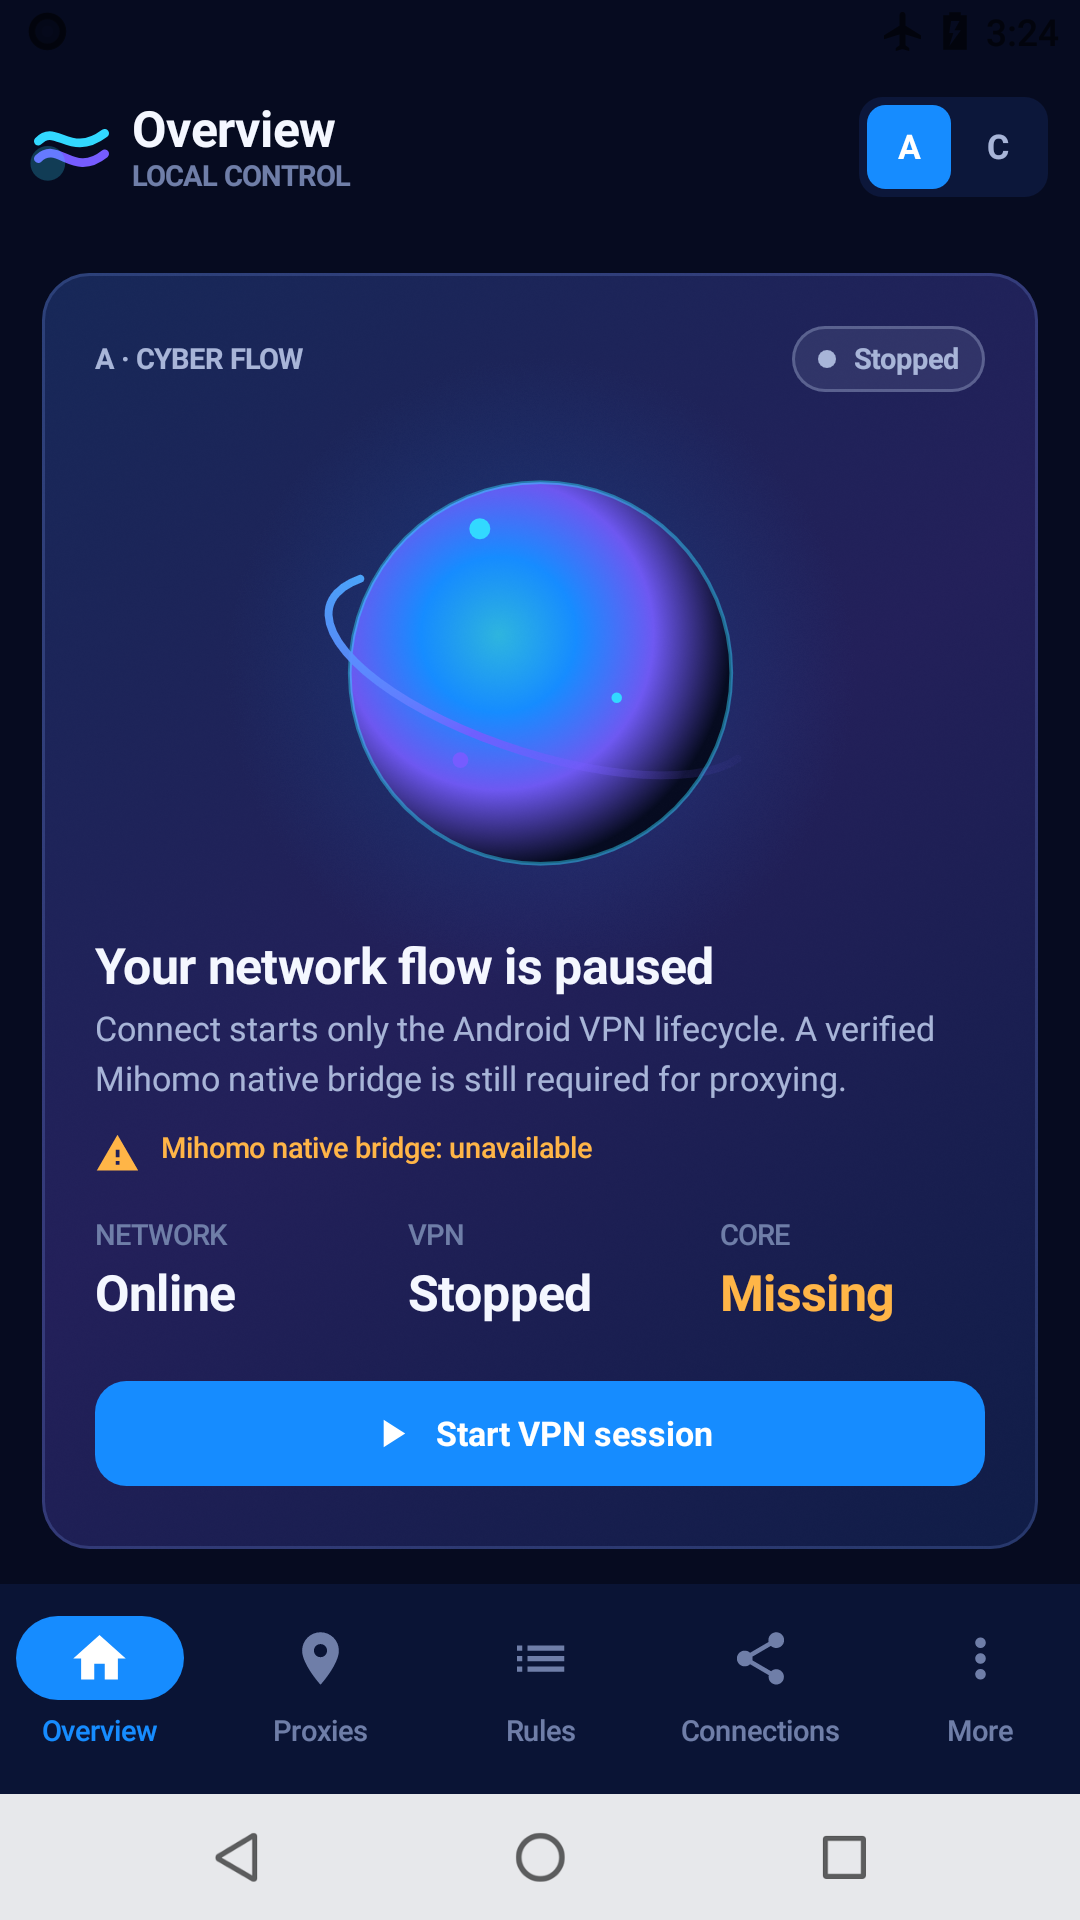 3:24
Overview
LOCAL CONTROL
A
C
A · CYBER FLOW
Stopped
Your network flow is paused
Connect starts only the Android VPN lifecycle. A verified
Mihomo native bridge is still required for proxying.
Mihomo native bridge: unavailable
NETWORK
VPN
CORE
Online
Stopped
Missing
Start VPN session
Overview
Proxies
Rules
Connections
More